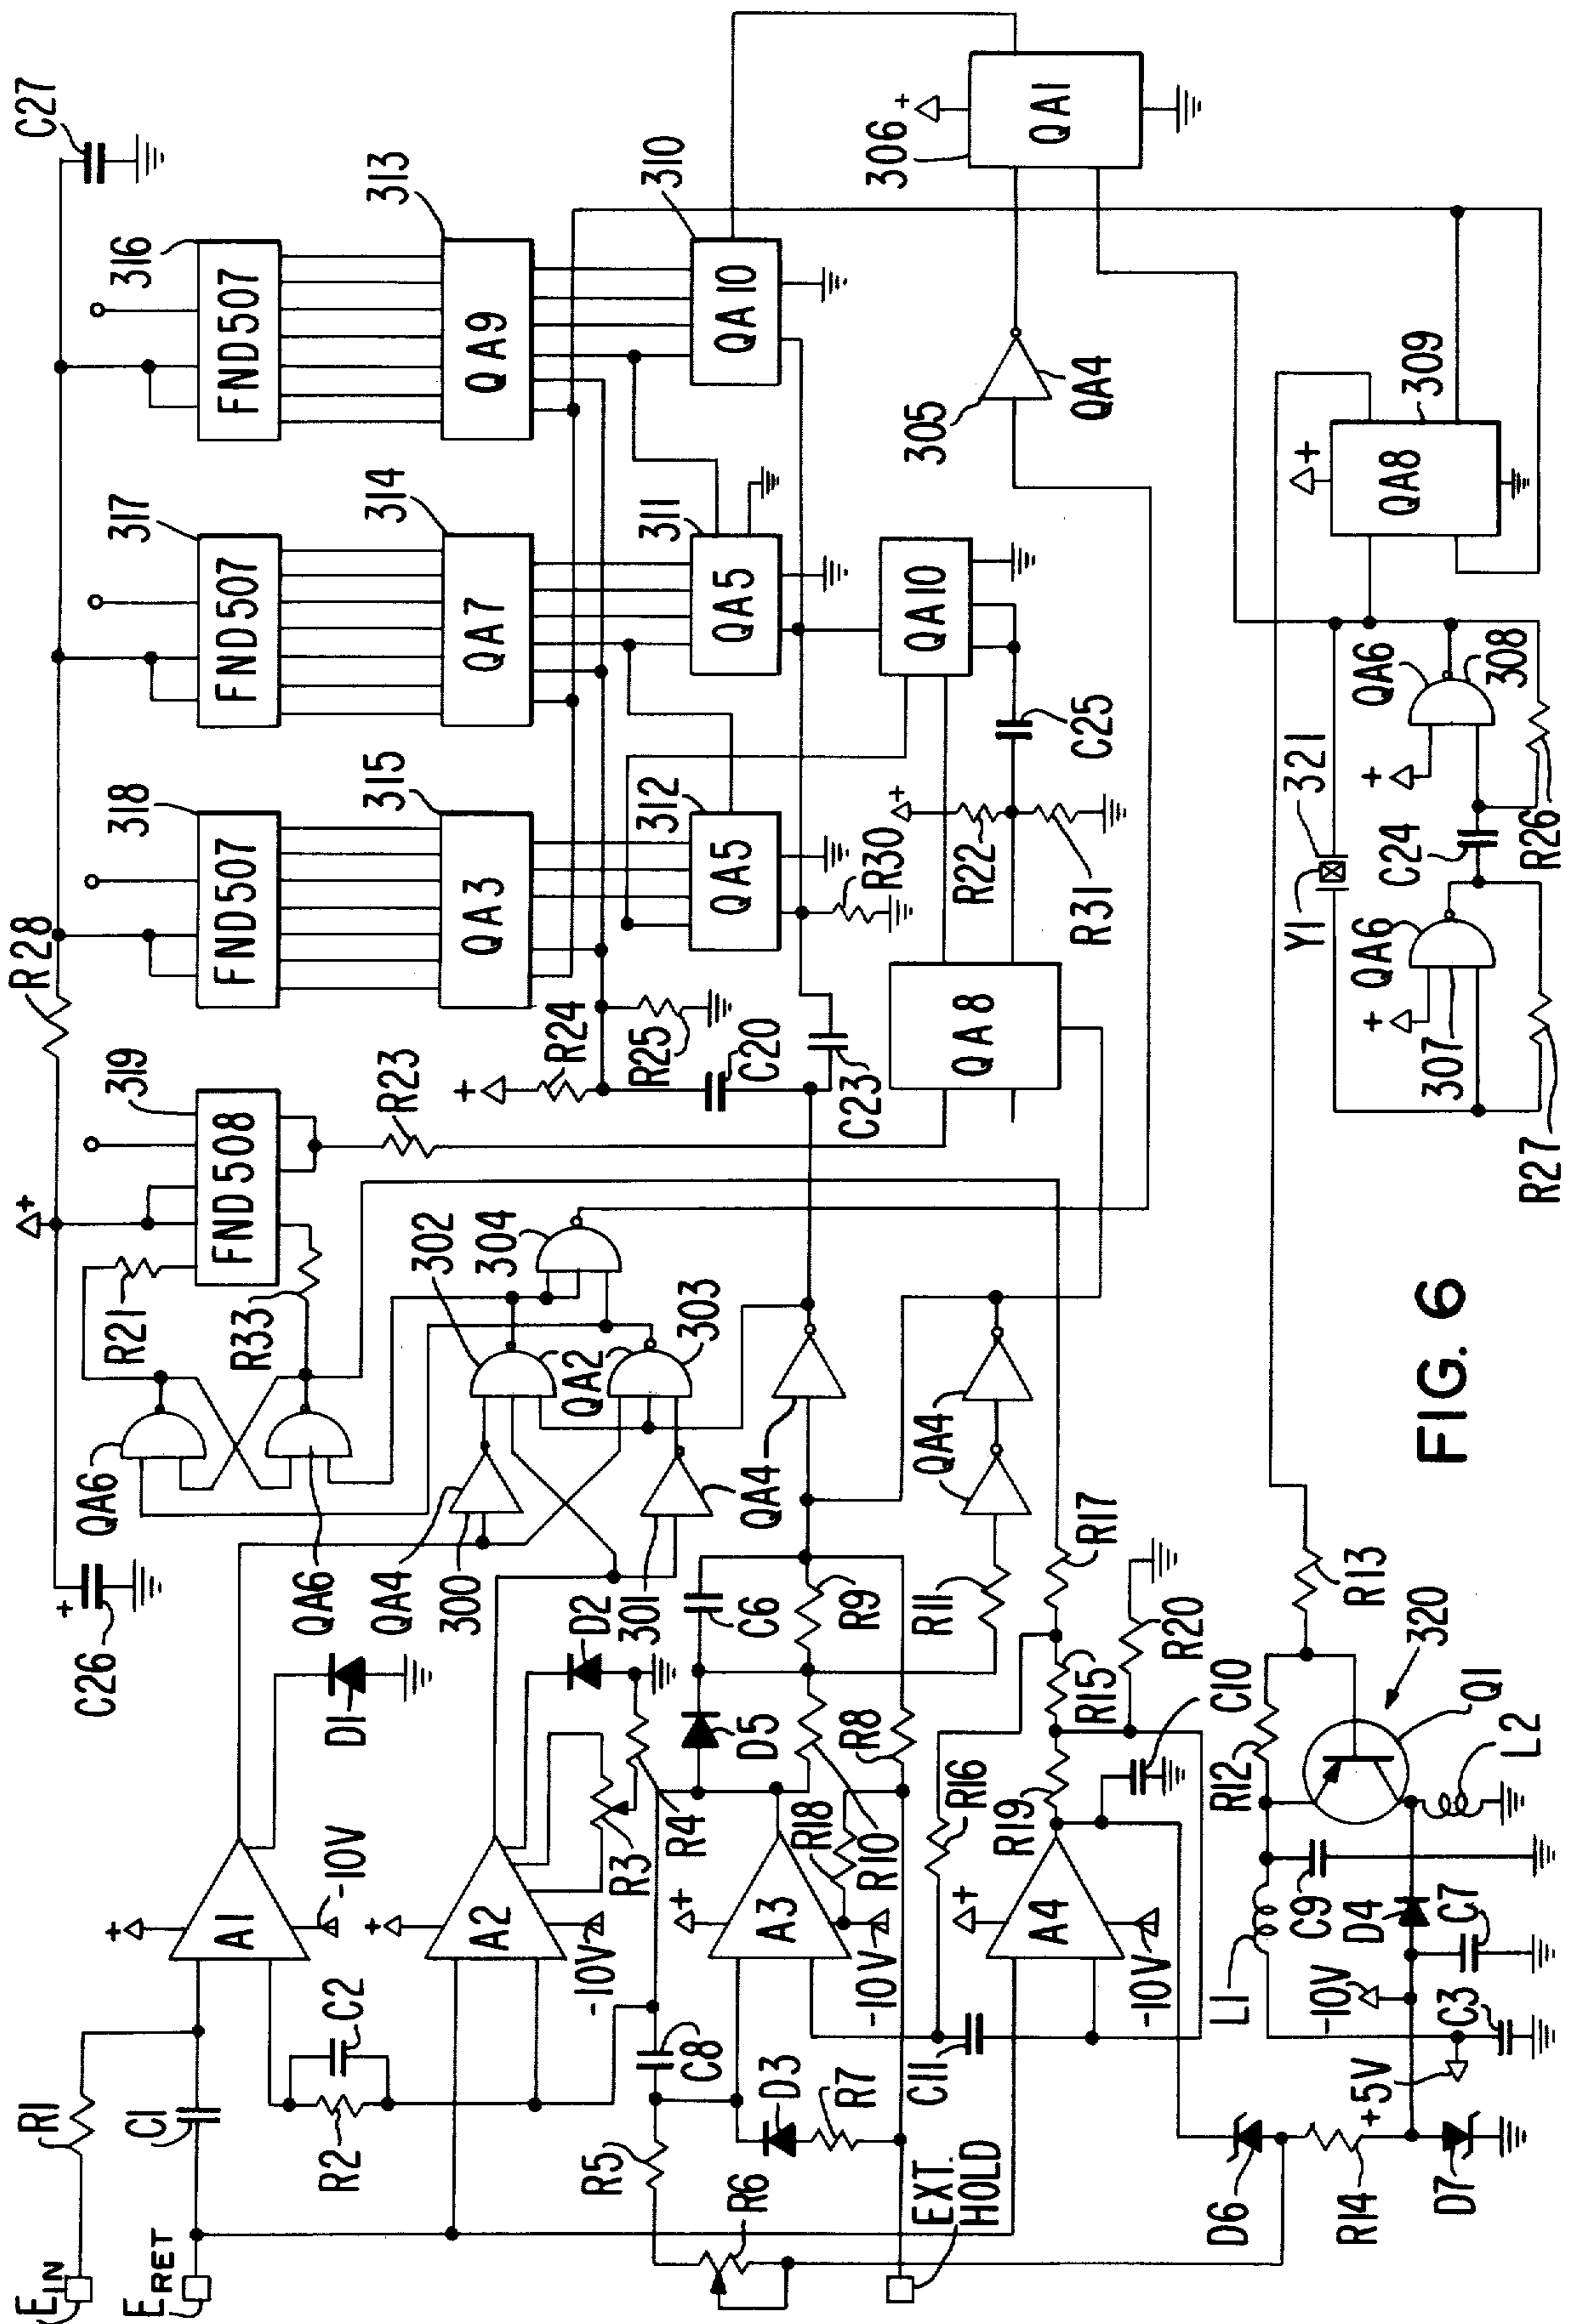 C27
R28
316
317
318
319
C26
+
+
FND507
FND507
FND507
FND508
R21
R33
R23
313
314
315
QA9
QA7
QA3
QA6
QA6
QA4
300
D1
302
304
QA2
303
+
R24
R25
C20
C23
310
311
312
QA10
QA5
QA5
R30
D2
301
QA4
306
+
QA1
305
QA4
QA10
C25
+
R22
R31
QA8
QA4
EIN
R1
ERET
C1
+
A1
-10V
R2
C2
+
A2
-10V
R3
R4
C6
R9
R11
D5
R8
R5
C8
R6
D3
R7
+
A3
-10V
R18
R10
EXT.
HOLD
C11
R16
+
A4
-10V
R19
R15
R17
R20
C10
309
+
QA8
QA6
308
+
321
Y1
C24
R26
QA6
+
307
R27
R13
320
R12
Q1
L2
L1
C9
D4
C7
-10V
C3
+5V
D6
R14
D7
FIG. 6